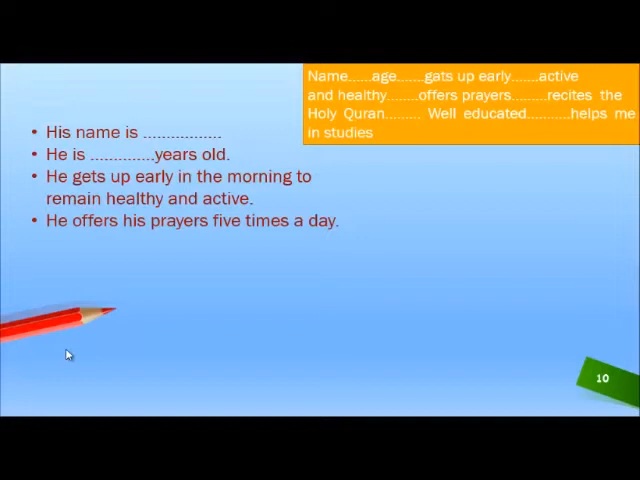 Name......age.......gats up early.......active
and healthy........offers prayers.........recites the
Holy Quran......... Well educated...........helps me
in studies
• His name is .................
• He is ..............years old.
• He gets up early in the morning to
remain healthy and active.
• He offers his prayers five times a day.
10